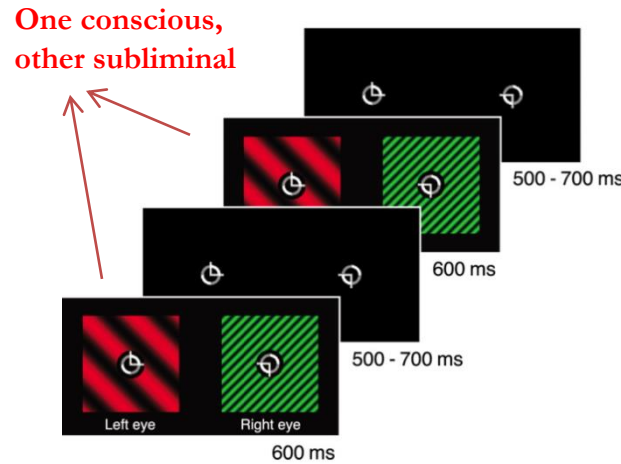 One conscious,
other subliminal
500 - 700 ms
600 ms
500 - 700 ms
Left eye
Right eye
600 ms